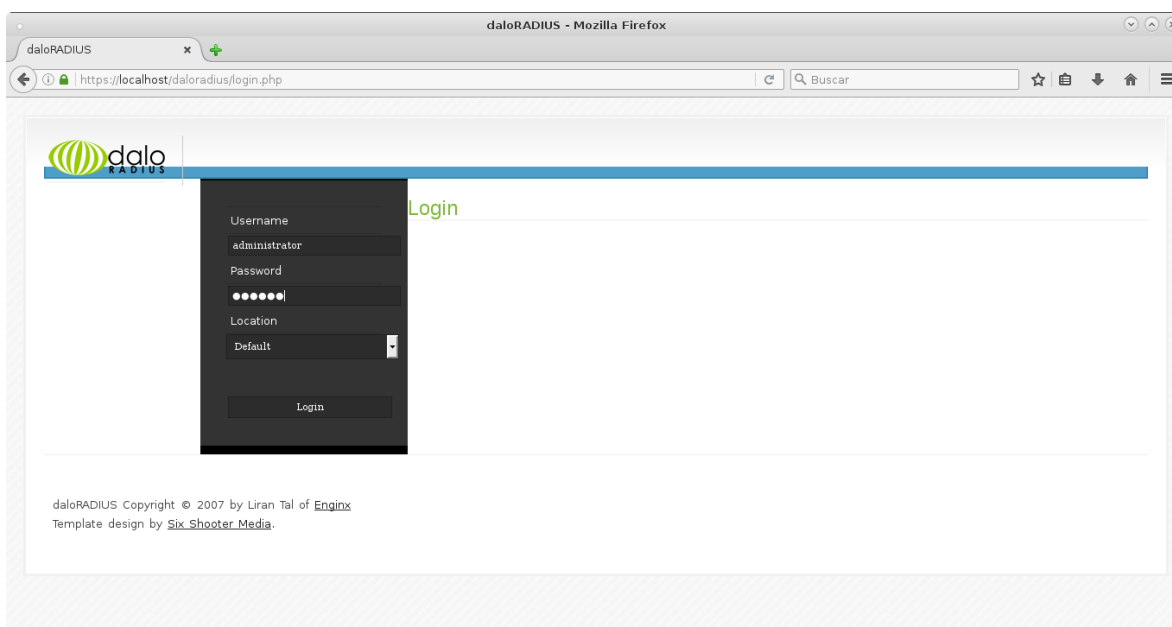 daloRADIUS - Mozilla Firefox
daloRADIUS
https://localhost/daloradius/login.php
Buscar
dalo
RADIUS
Login
Username
administrator
Password
●●●●●●
Location
Default
Login
daloRADIUS Copyright © 2007 by Liran Tal of Enginx
Template design by Six Shooter Media.